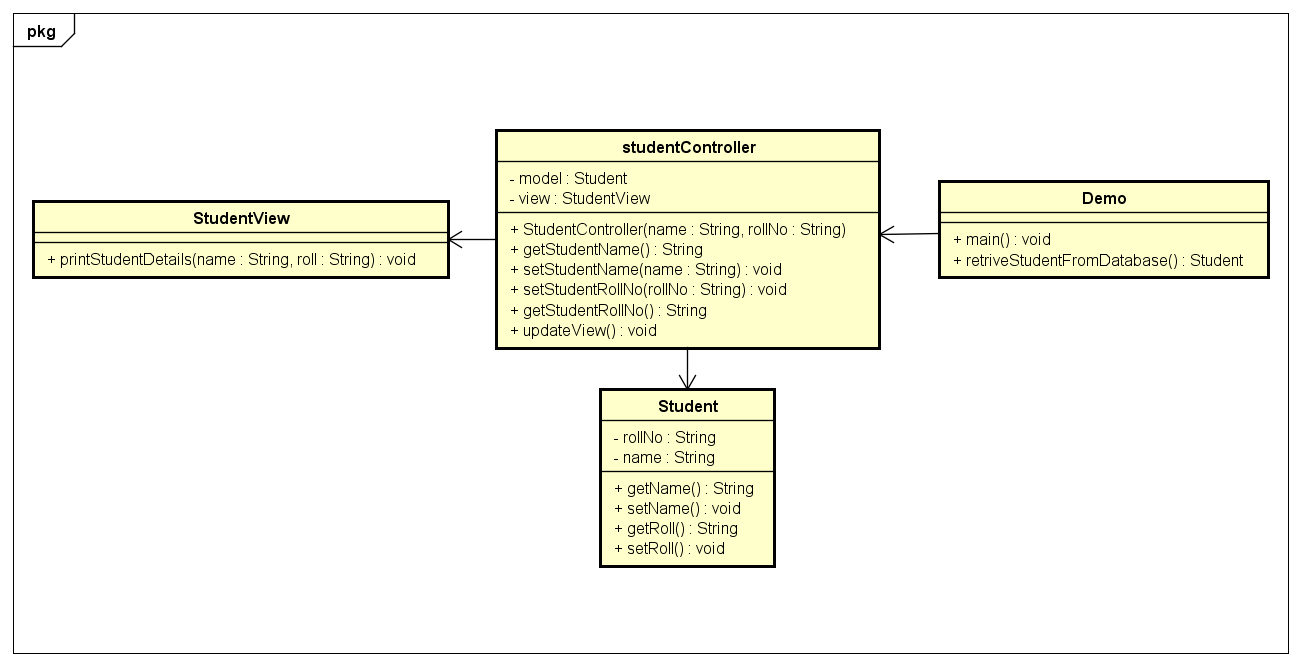 pkg
studentController
- model : Student
- view : StudentView
+ StudentController(name : String, rollNo : String)
+ getStudentName() : String
+ setStudentName(name : String) : void
+ setStudentRollNo(rollNo : String) : void
+ getStudentRollNo() : String
+ updateView() : void
StudentView
+ printStudentDetails(name : String, roll : String) : void
Demo
+ main() : void
+ retriveStudentFromDatabase() : Student
Student
- rollNo : String
- name : String
+ getName() : String
+ setName() : void
+ getRoll() : String
+ setRoll() : void